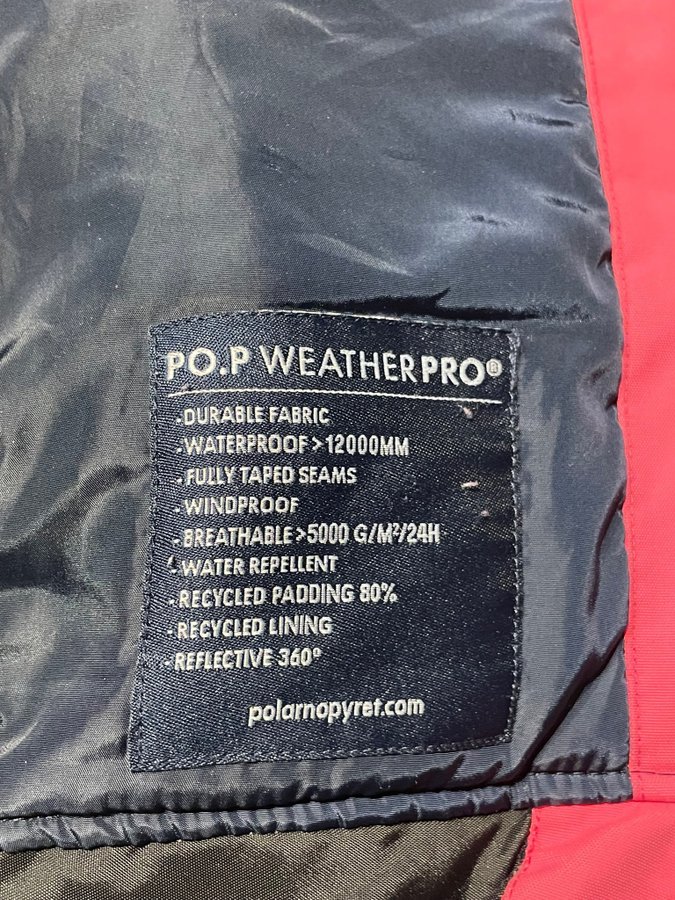 PO.P WEATHERPRO®
-DURABLE FABRIC
-WATERPROOF>12000MM
-FULLY TAPED SEAMS
-WINDPROOF
-BREATHABLE>5000 G/M²/24H
-WATER REPELLENT
-RECYCLED PADDING 80%
-RECYCLED LINING
-REFLECTIVE 360°
polarnopyret.com